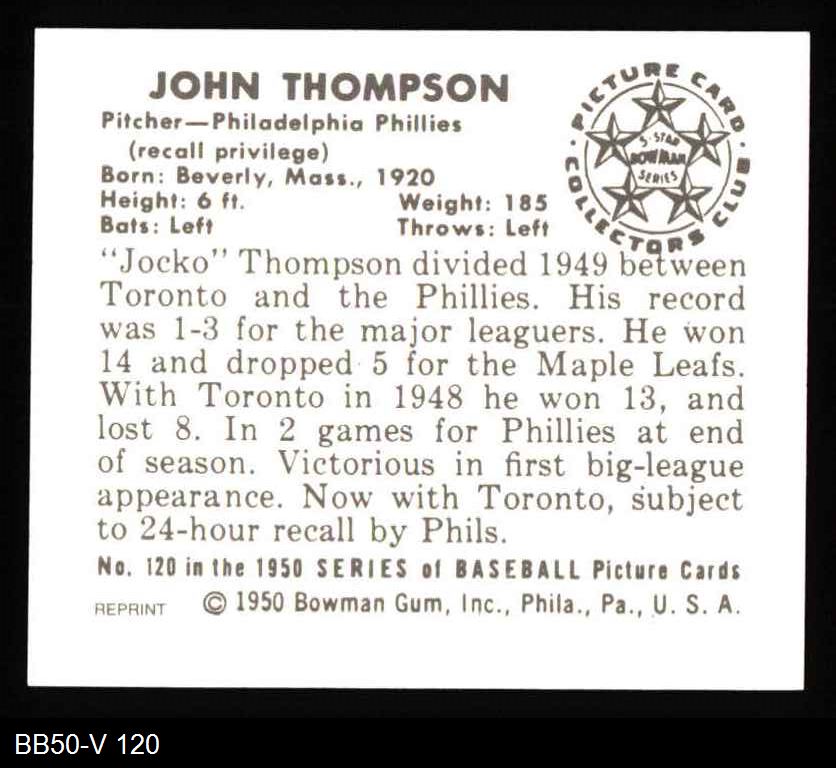 JOHN THOMPSON
Pitcher—Philadelphia Phillies
(recall privilege)
Born: Beverly, Mass., 1920
Height: 6 ft. Weight: 185
Bats: Left Throws: Left
PICTURE CARD
COLLECTORS CLUB
5-STAR
BOWMAN
SERIES
"Jocko" Thompson divided 1949 between
Toronto and the Phillies. His record
was 1-3 for the major leaguers. He won
14 and dropped 5 for the Maple Leafs.
With Toronto in 1948 he won 13, and
lost 8. In 2 games for Phillies at end
of season. Victorious in first big-league
appearance. Now with Toronto, subject
to 24-hour recall by Phils.
No. 120 in the 1950 SERIES of BASEBALL Picture Cards
REPRINT © 1950 Bowman Gum, Inc., Phila., Pa., U. S. A.
BB50-V 120